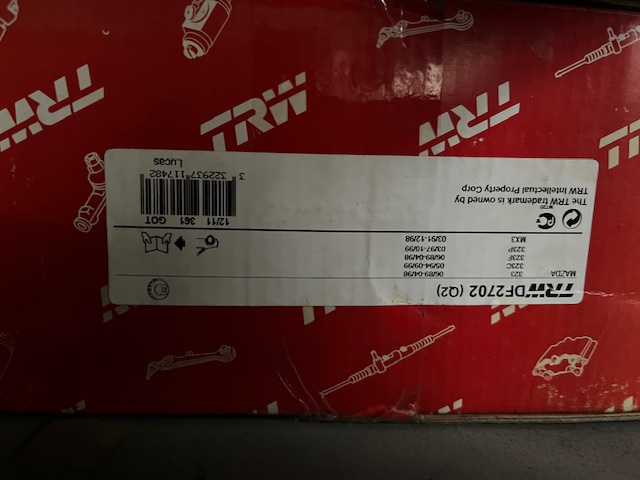 TRW DF2702 (Q2)
MAZDA
323 06/89-04/98
323C 05/94-09/99
323F 06/89-04/98
323P 03/97-10/99
MX3 03/91-12/98
The TRW trademark is owned by
TRW Intellectual Property Corp
12/11 361 GOT
3 322937 117482
Lucas
TRW
TRW
TRW
TRW